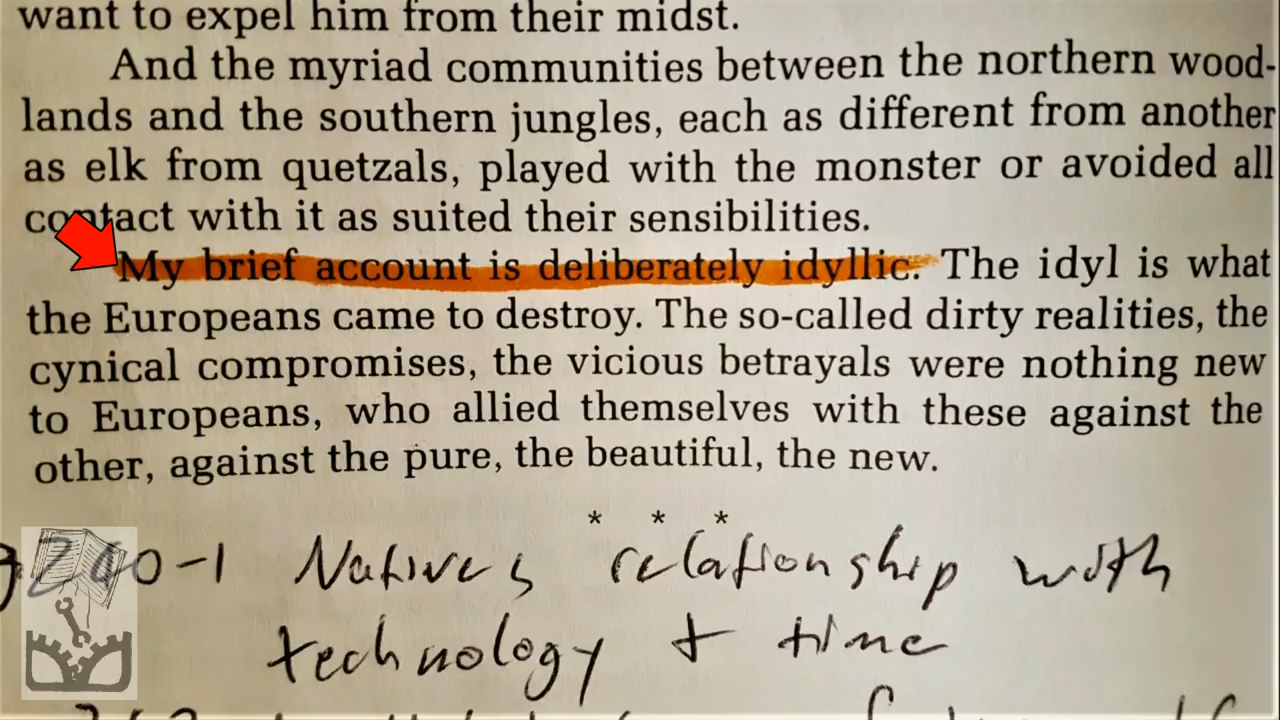 want to expel him from their midst.
And the myriad communities between the northern wood-
lands and the southern jungles, each as different from another
as elk from quetzals, played with the monster or avoided all
contact with it as suited their sensibilities.
My brief account is deliberately idyllic. The idyl is what
the Europeans came to destroy. The so-called dirty realities, the
cynical compromises, the vicious betrayals were nothing new
to Europeans, who allied themselves with these against the
other, against the pure, the beautiful, the new.
* * *
240-1 Natives relationship with
technology + time